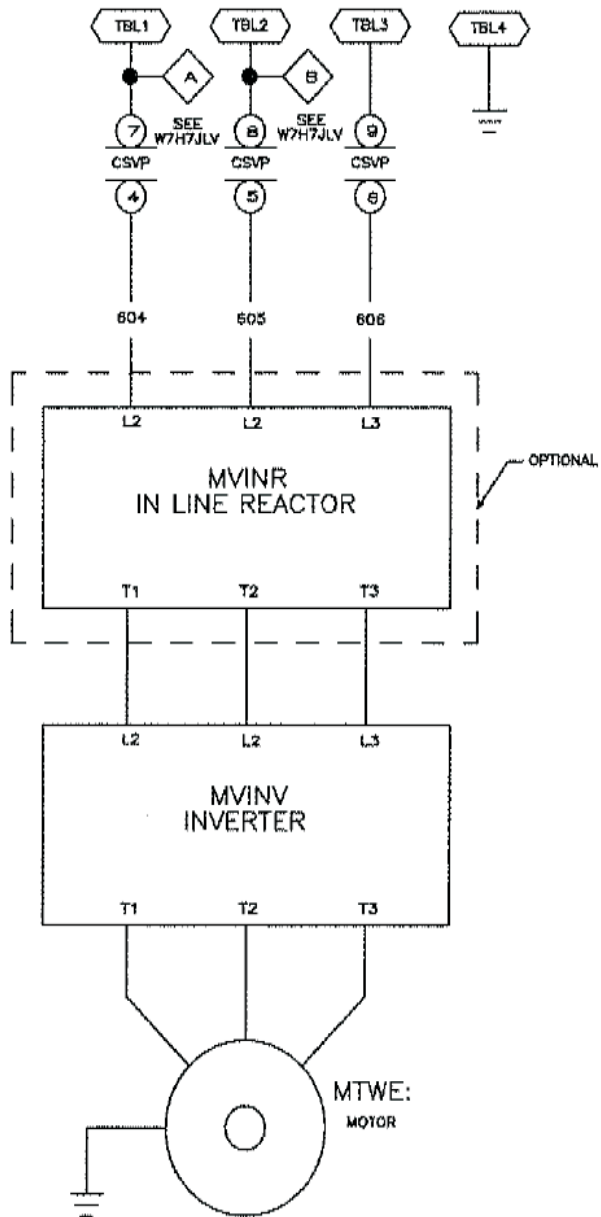 TBL1 TBL2 TBL3 TBL4
A B
7 SEE W7H7JLV 8 SEE W7H7JLV 9
CSVP CSVP CSVP
4 5 6
604 605 606
L2 L2 L3
OPTIONAL
MVINR
IN LINE REACTOR
T1 T2 T3
L2 L2 L3
MVINV
INVERTER
T1 T2 T3
MTWE:
MOTOR